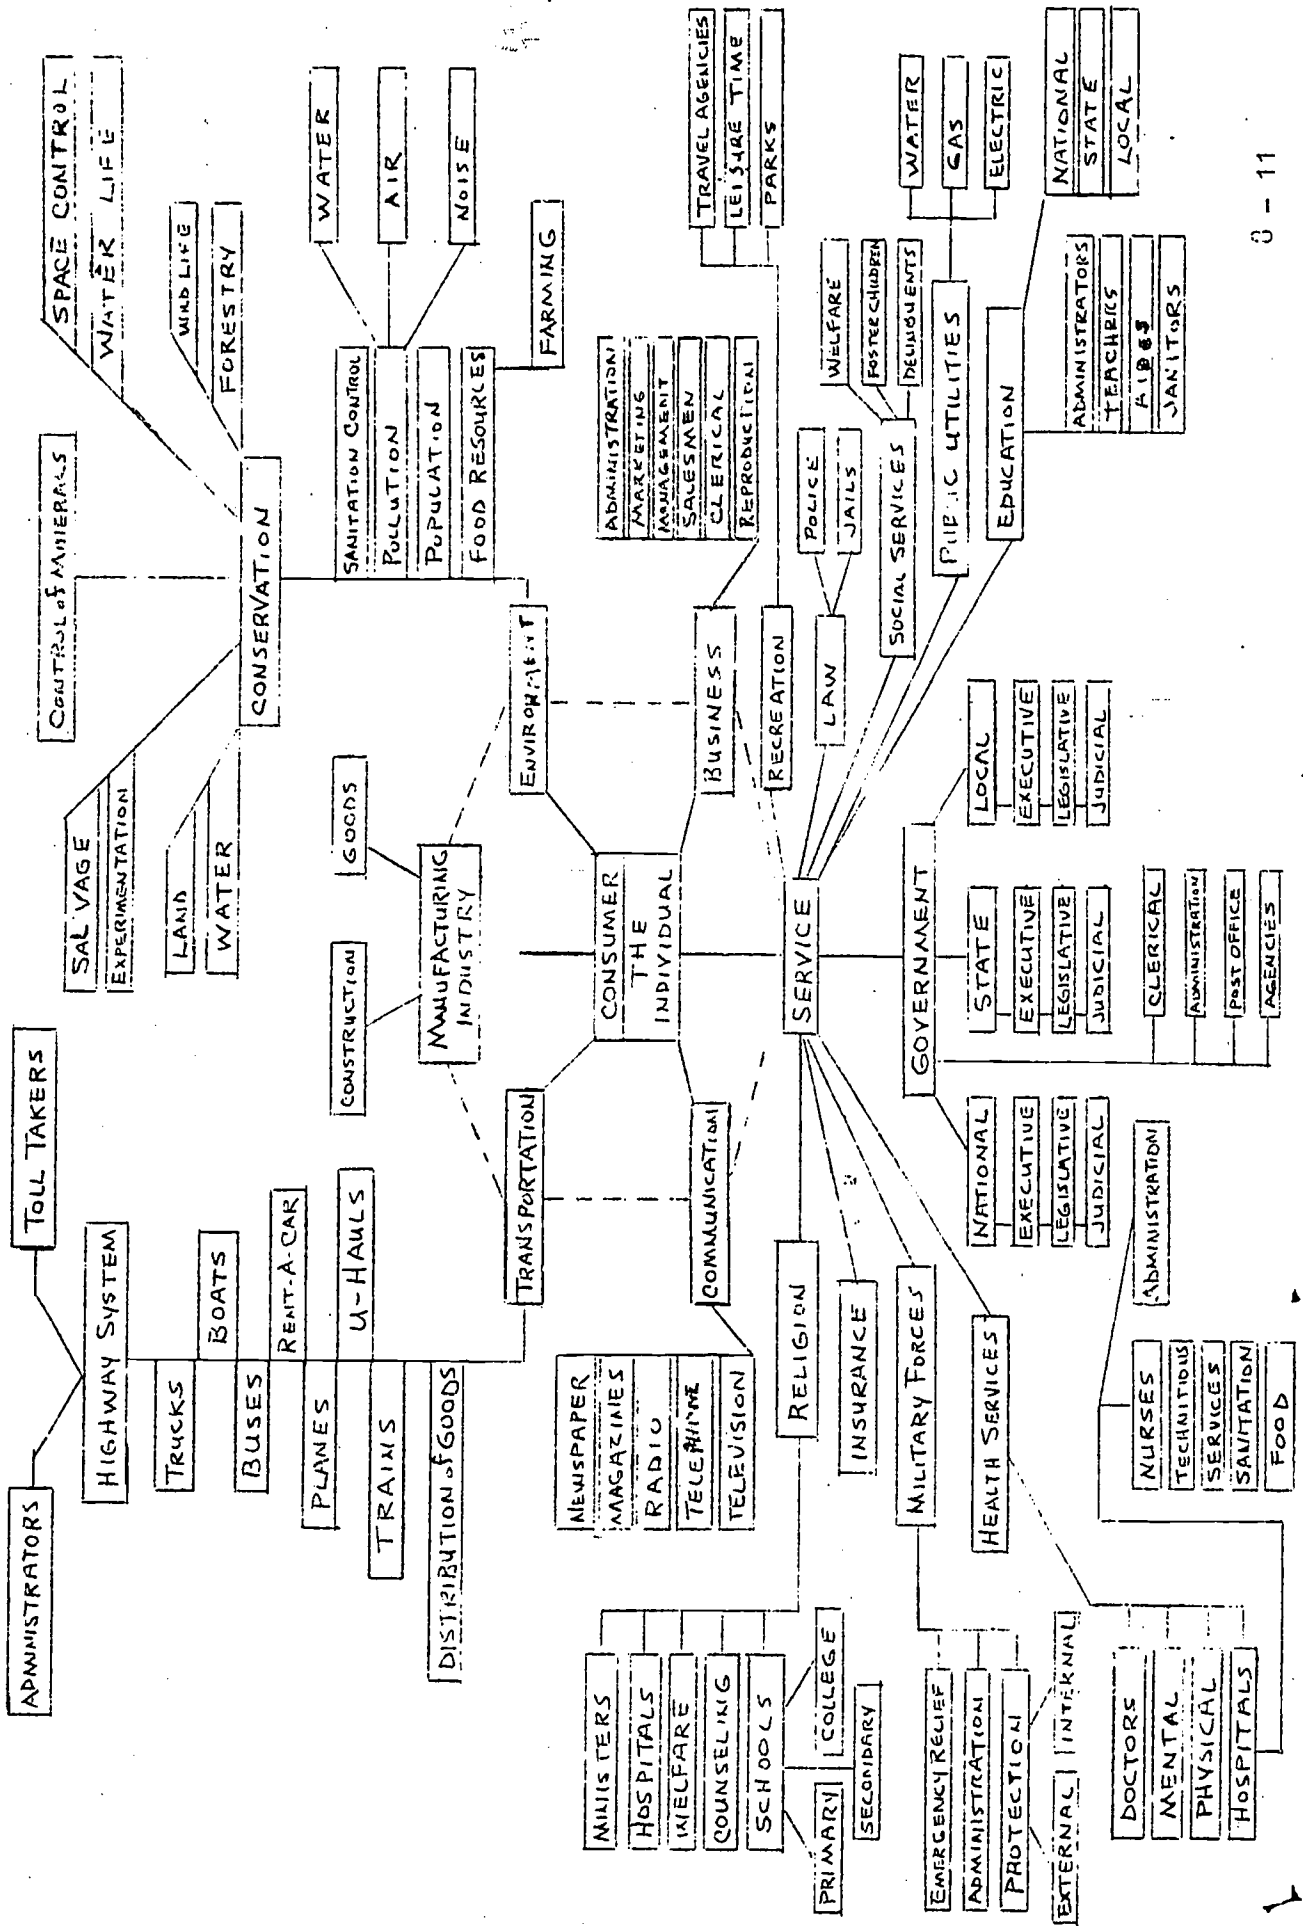 ADMINISTRATORS
TOLL TAKERS
HIGHWAY SYSTEM
TRUCKS
BOATS
BUSES
RENT-A-CAR
PLANES
U-HAULS
TRAINS
DISTRIBUTION of GOODS
TRANSPORTATION
SALVAGE
EXPERIMENTATION
LAND
WATER
CONTROL of MINERALS
SPACE CONTROL
WATER LIFE
WILD LIFE
FORESTRY
CONSERVATION
SANITATION CONTROL
POLLUTION
POPULATION
FOOD RESOURCES
WATER
AIR
NOISE
FARMING
CONSTRUCTION
GOODS
MANUFACTURING
INDUSTRY
ENVIRONMENT
CONSUMER
THE
INDIVIDUAL
COMMUNICATION
NEWSPAPER
MAGAZINES
RADIO
TELEPHONE
TELEVISION
BUSINESS
ADMINISTRATION
MARKETING
MANAGEMENT
SALESMEN
CLERICAL
REPRODUCTION
RECREATION
TRAVEL AGENCIES
LEISURE TIME
PARKS
SERVICE
RELIGION
MINISTERS
HOSPITALS
WELFARE
COUNSELING
SCHOOLS
PRIMARY
COLLEGE
SECONDARY
INSURANCE
MILITARY FORCES
EMERGENCY RELIEF
ADMINISTRATION
PROTECTION
EXTERNAL
INTERNAL
HEALTH SERVICES
DOCTORS
MENTAL
PHYSICAL
HOSPITALS
NURSES
TECHNITIONS
SERVICES
SANITATION
FOOD
ADMINISTRATION
GOVERNMENT
NATIONAL
EXECUTIVE
LEGISLATIVE
JUDICIAL
STATE
EXECUTIVE
LEGISLATIVE
JUDICIAL
LOCAL
EXECUTIVE
LEGISLATIVE
JUDICIAL
CLERICAL
ADMINISTRATION
POST OFFICE
AGENCIES
LAW
POLICE
JAILS
SOCIAL SERVICES
WELFARE
FOSTER CHILDREN
DELINQUENTS
PUBLIC UTILITIES
WATER
GAS
ELECTRIC
EDUCATION
ADMINISTRATORS
TEACHERS
AIDES
JANITORS
NATIONAL
STATE
LOCAL
8-11